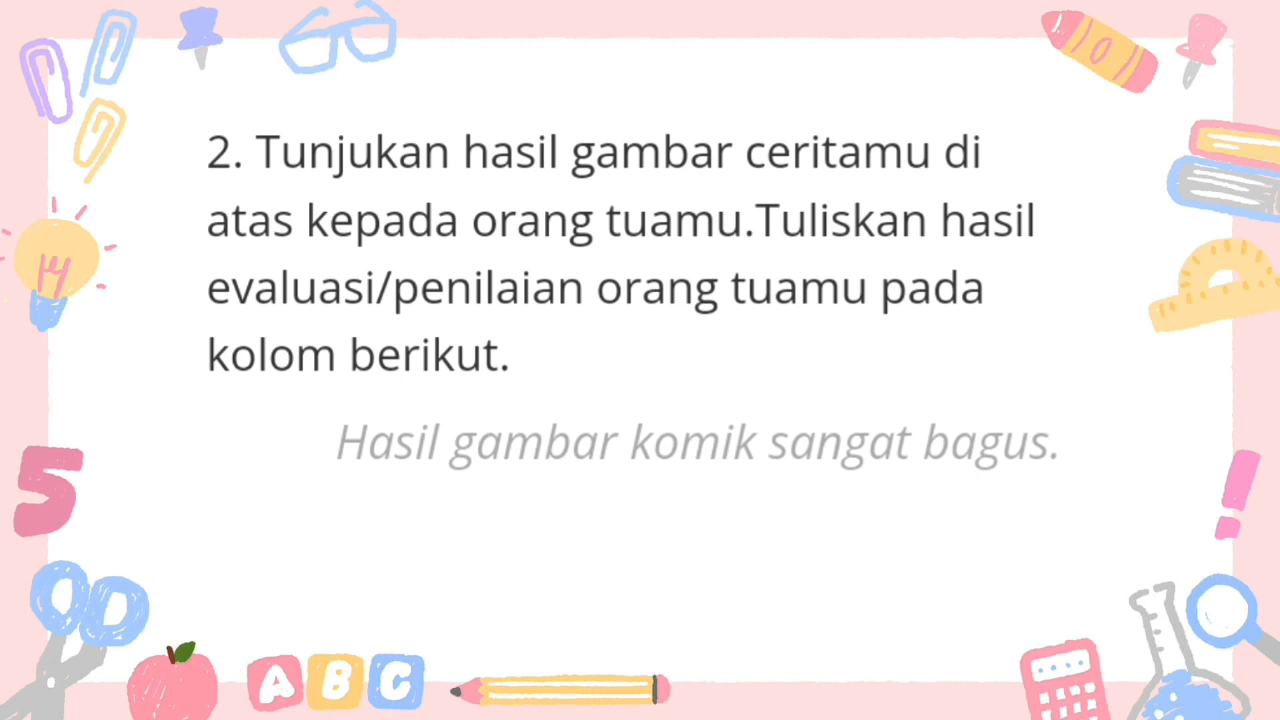 2. Tunjukan hasil gambar ceritamu di
atas kepada orang tuamu.Tuliskan hasil
evaluasi/penilaian orang tuamu pada
kolom berikut.
Hasil gambar komik sangat bagus.
5
A B C